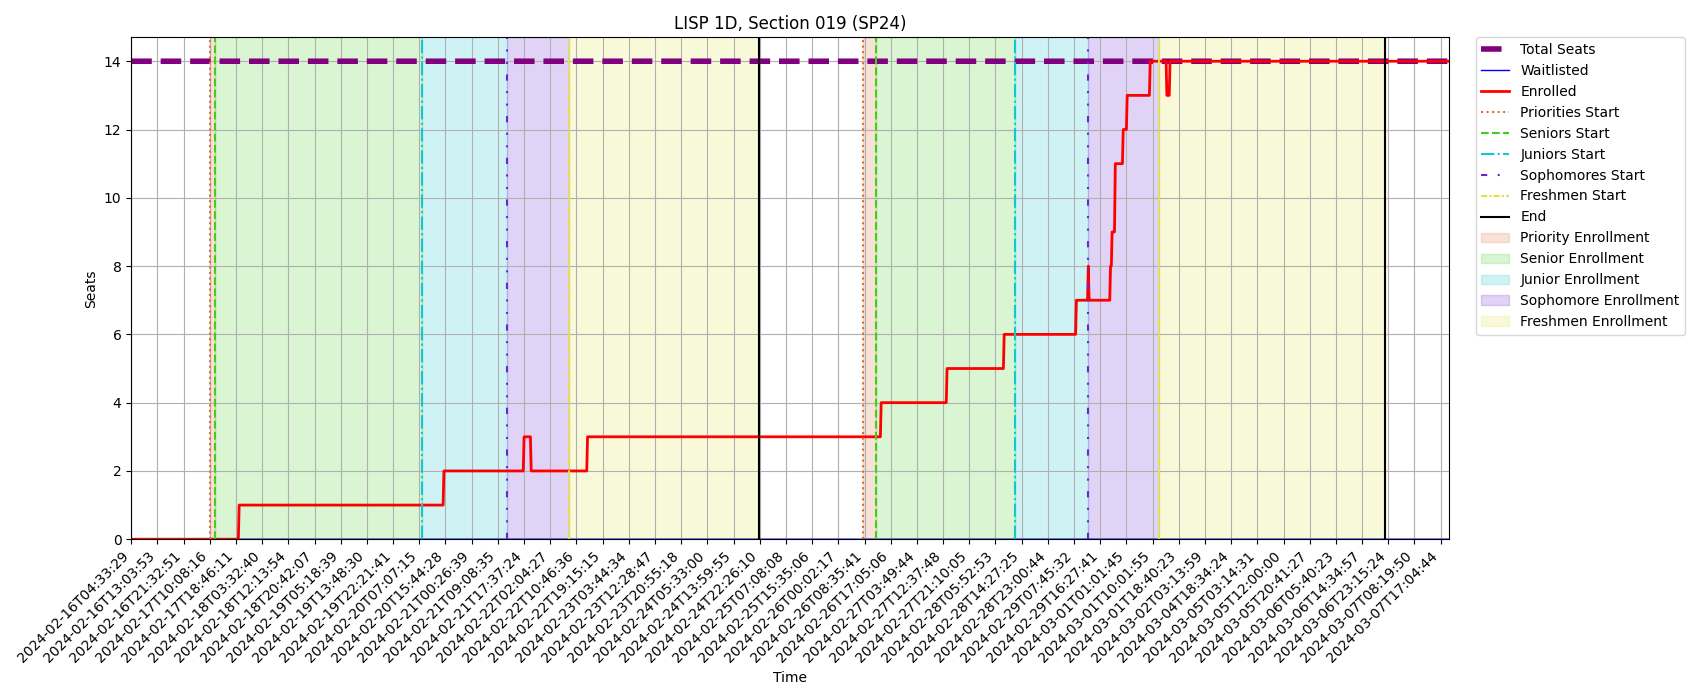 LISP 1D, Section 019 (SP24)
Total Seats
Waitlisted
Enrolled
Priorities Start
Seniors Start
Juniors Start
Sophomores Start
Freshmen Start
End
Priority Enrollment
Senior Enrollment
Junior Enrollment
Sophomore Enrollment
Freshmen Enrollment
Seats
14
12
10
8
6
4
2
0
2024-02-16T04:33:29
2024-02-16T13:03:53
2024-02-16T21:32:51
2024-02-17T10:08:16
2024-02-17T18:46:11
2024-02-18T03:32:40
2024-02-18T12:13:54
2024-02-18T20:42:07
2024-02-19T05:18:39
2024-02-19T13:48:30
2024-02-19T22:21:41
2024-02-20T07:07:15
2024-02-20T15:44:28
2024-02-21T00:26:39
2024-02-21T09:08:35
2024-02-21T17:37:24
2024-02-22T02:04:27
2024-02-22T10:46:36
2024-02-22T19:15:15
2024-02-23T03:44:34
2024-02-23T12:28:47
2024-02-23T20:55:18
2024-02-24T05:33:00
2024-02-24T13:59:55
2024-02-24T22:26:10
2024-02-25T07:08:08
2024-02-25T15:35:06
2024-02-26T00:02:17
2024-02-26T08:35:41
2024-02-26T17:05:06
2024-02-27T03:49:44
2024-02-27T12:37:48
2024-02-27T21:10:05
2024-02-28T05:52:53
2024-02-28T14:27:25
2024-02-28T23:00:44
2024-02-29T07:45:32
2024-02-29T16:27:41
2024-03-01T01:01:45
2024-03-01T10:01:55
2024-03-01T18:40:23
2024-03-02T03:13:59
2024-03-04T18:34:24
2024-03-05T03:14:31
2024-03-05T12:00:00
2024-03-05T20:41:27
2024-03-06T05:40:23
2024-03-06T14:34:57
2024-03-06T23:15:24
2024-03-07T08:19:50
2024-03-07T17:04:44
Time